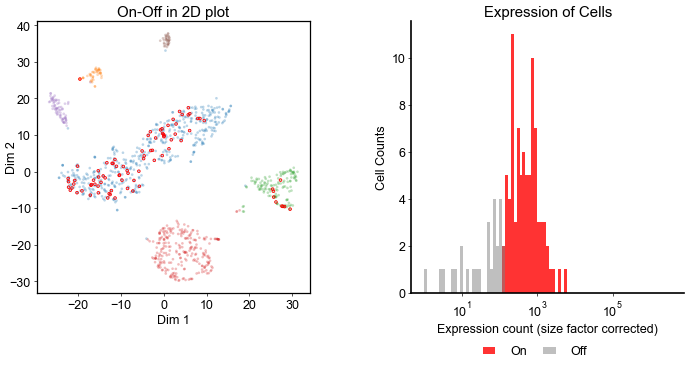 On-Off in 2D plot
40
30
20
10
0
−10
−20
−30
Dim 2
−20 −10 0 10 20 30
Dim 1
Expression of Cells
10
8
6
4
2
0
Cell Counts
10¹ 10³ 10⁵
Expression count (size factor corrected)
On Off